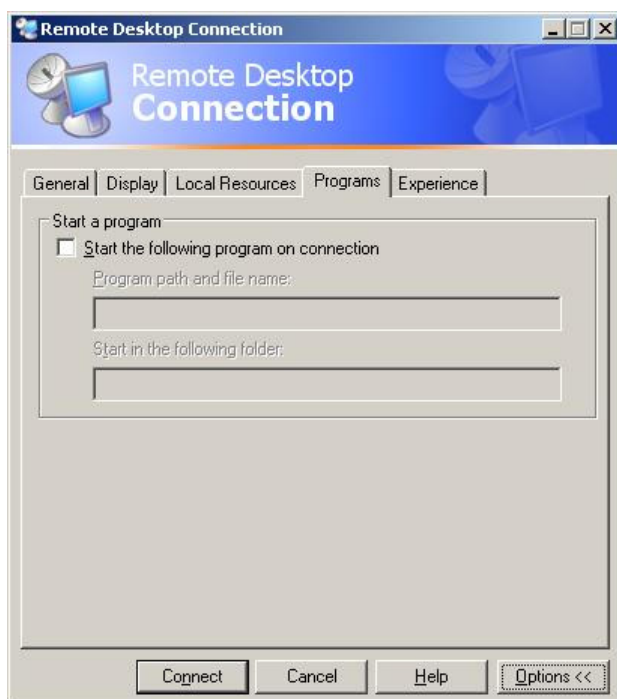 Remote Desktop Connection
Remote Desktop
Connection
General Display Local Resources Programs Experience
Start a program
Start the following program on connection
Program path and file name:
Start in the following folder:
Connect Cancel Help Options <<